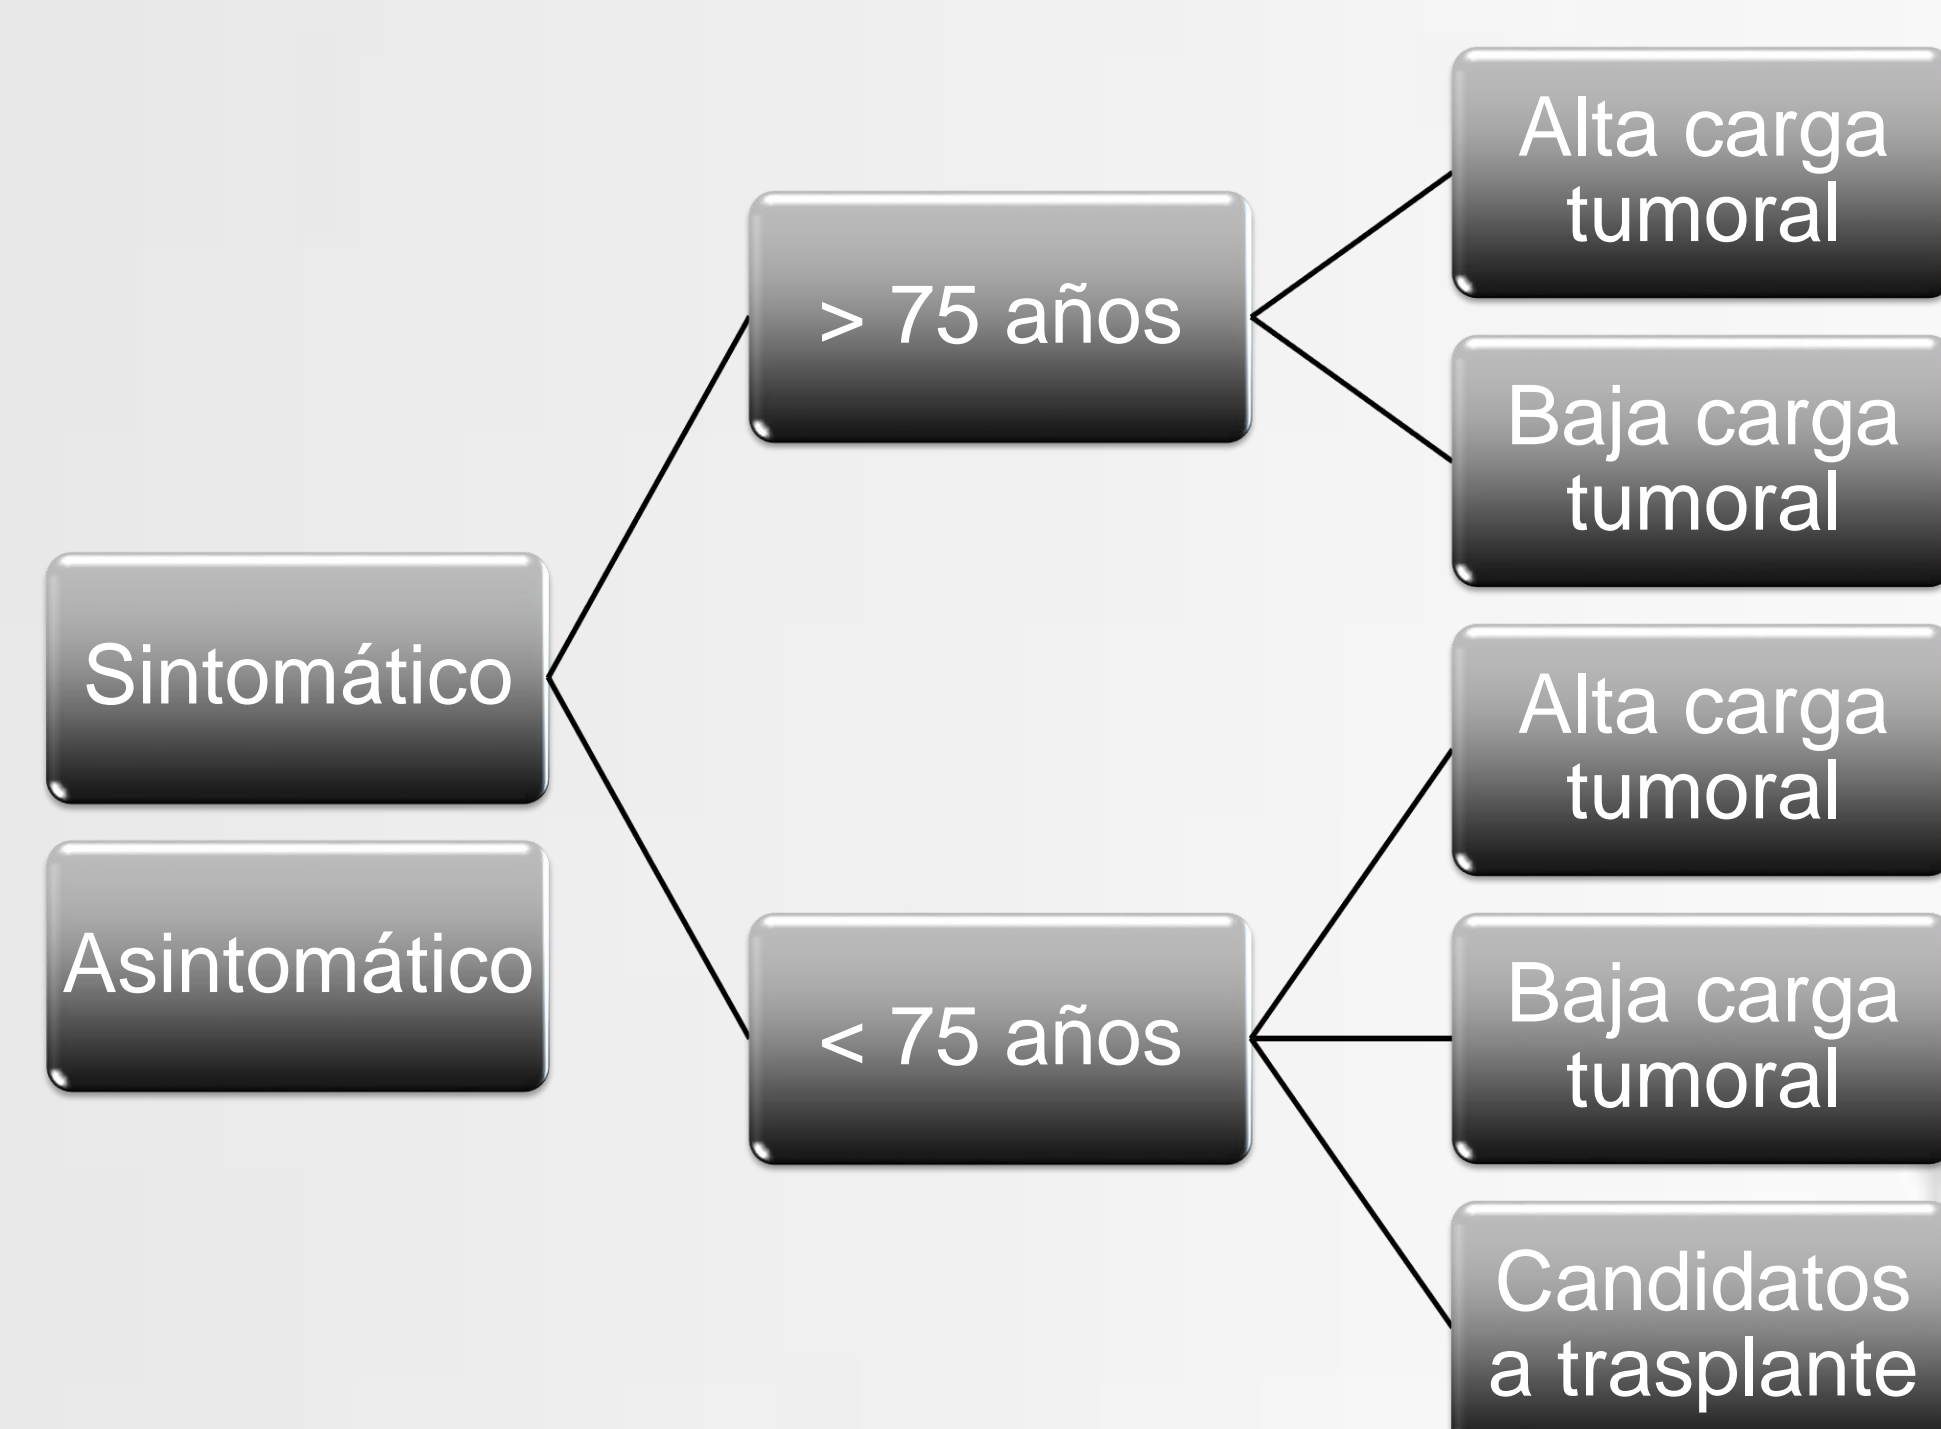 Sintomático
Asintomático
> 75 años
< 75 años
Alta carga
tumoral
Baja carga
tumoral
Alta carga
tumoral
Baja carga
tumoral
Candidatos
a trasplante